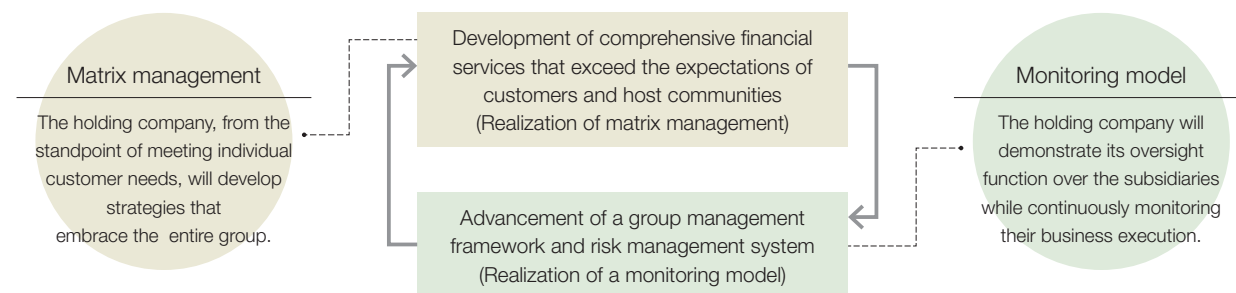 Matrix management
The holding company, from the
standpoint of meeting individual
customer needs, will develop
strategies that
embrace the entire group.
Development of comprehensive financial
services that exceed the expectations of
customers and host communities
(Realization of matrix management)
Advancement of a group management
framework and risk management system
(Realization of a monitoring model)
Monitoring model
The holding company will
demonstrate its oversight
function over the subsidiaries
while continuously monitoring
their business execution.